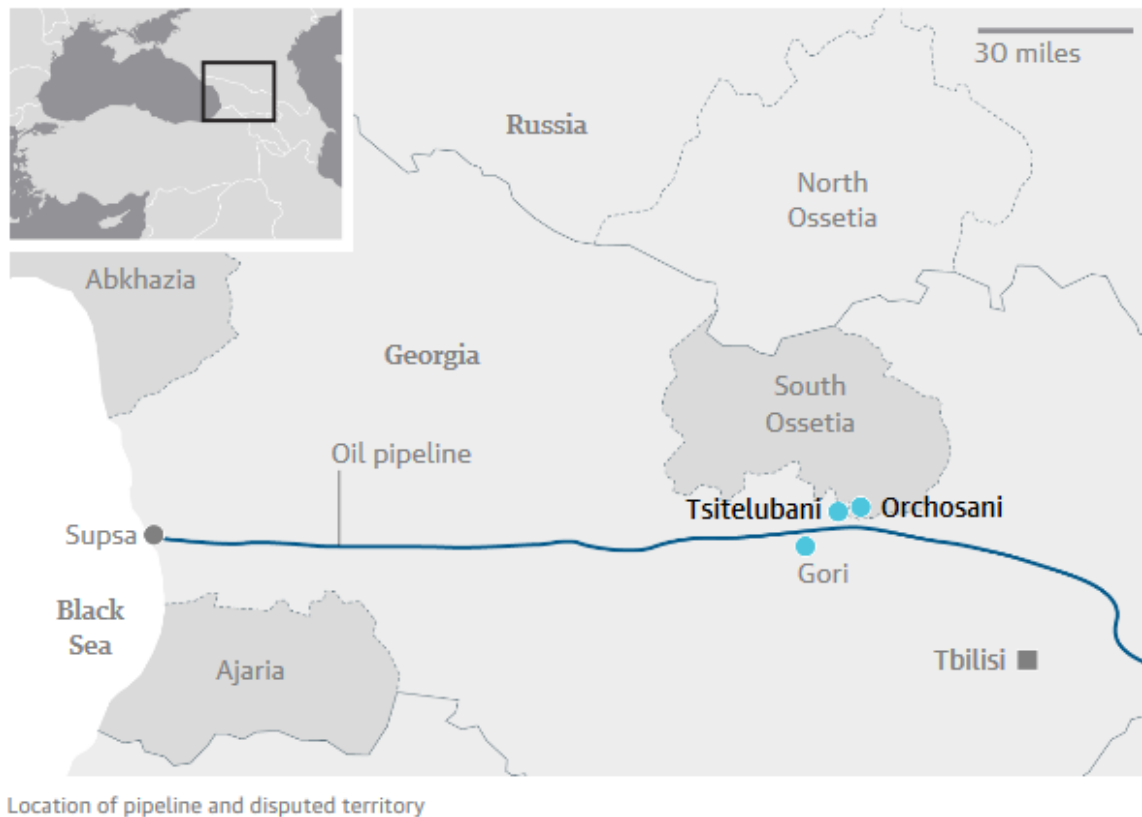 30 miles
Russia
North
Ossetia
Abkhazia
Georgia
South
Ossetia
Oil pipeline
Tsitelubani
Orchosani
Supsa
Gori
Black
Sea
Ajaria
Tbilisi
Location of pipeline and disputed territory